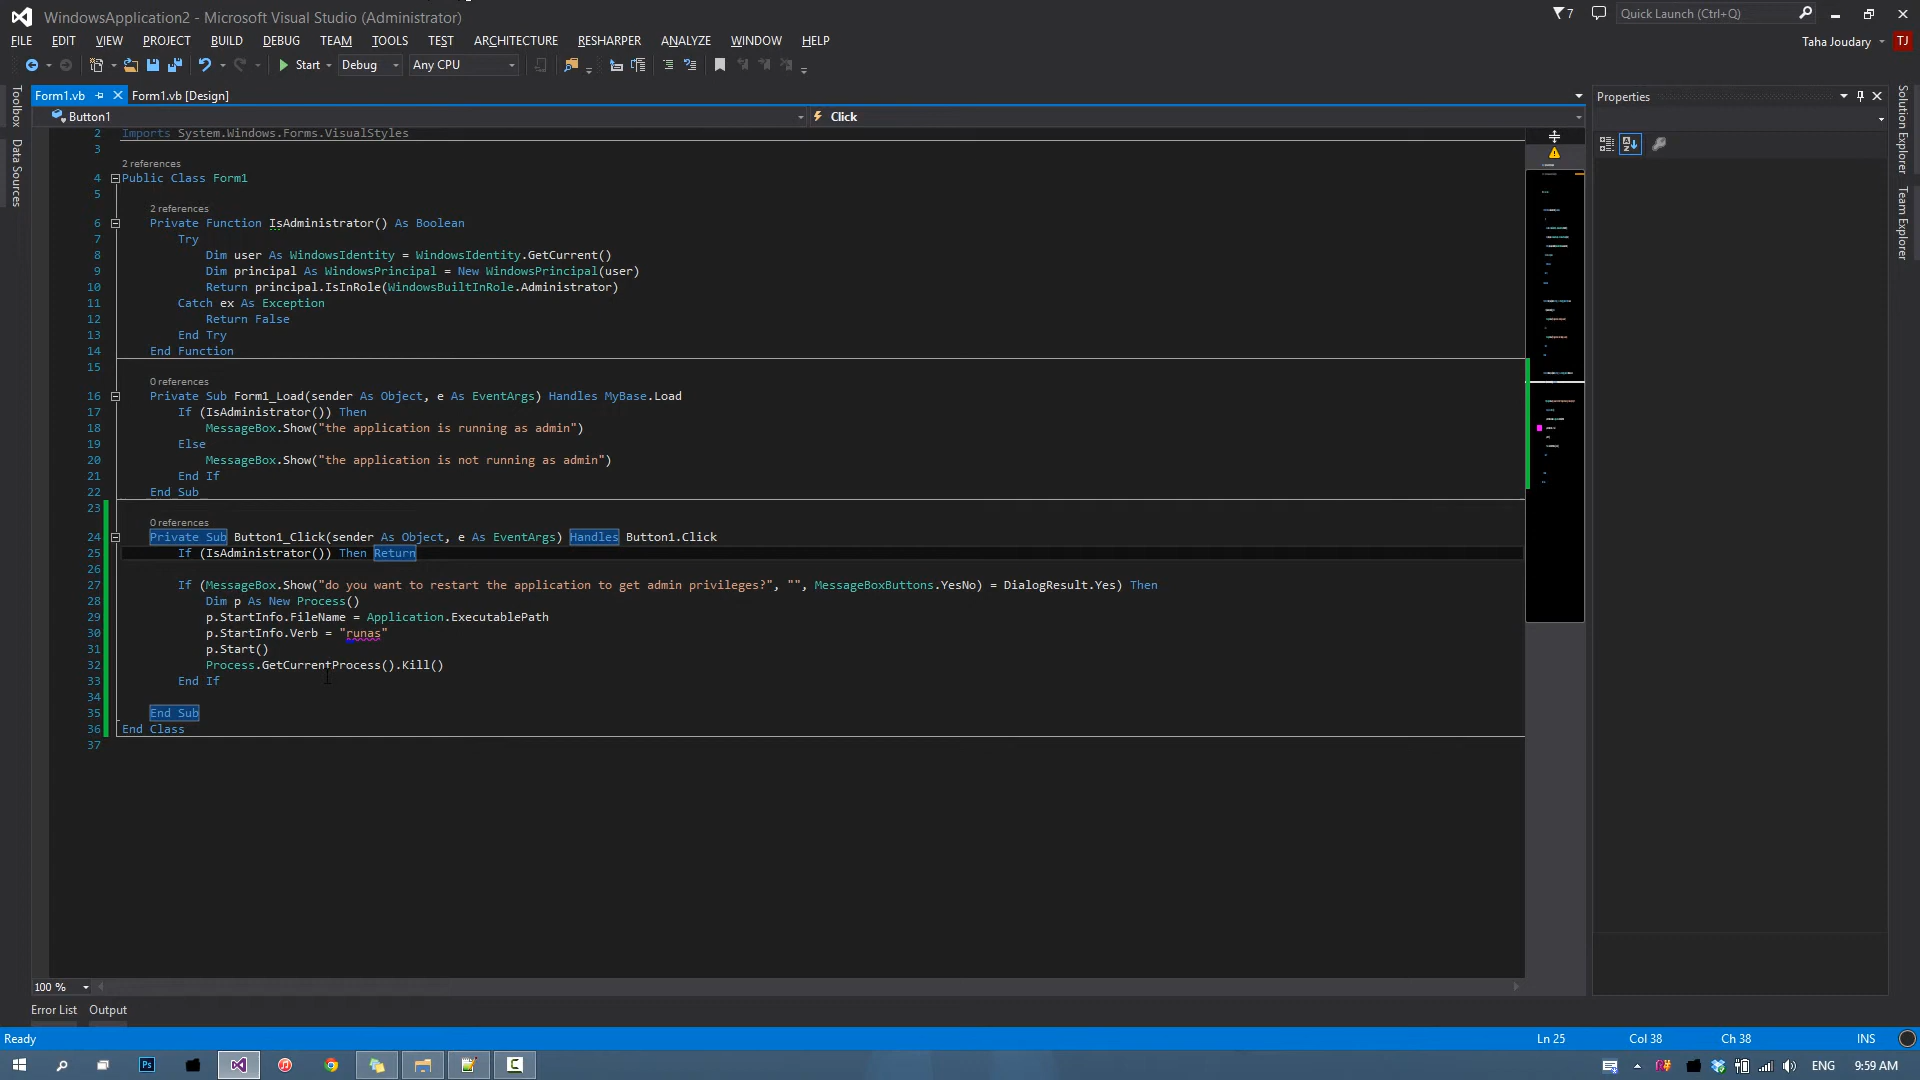 WindowsApplication2 - Microsoft Visual Studio (Administrator)
7
Quick Launch (Ctrl+Q)
FILE EDIT VIEW PROJECT BUILD DEBUG TEAM TOOLS TEST ARCHITECTURE RESHARPER ANALYZE WINDOW HELP
Taha Joudary TJ
Start Debug Any CPU
Toolbox
Data Sources
Form1.vb Form1.vb [Design]
Button1 Click
2 Imports System.Windows.Forms.VisualStyles
3
2 references
4 Public Class Form1
5
2 references
6 Private Function IsAdministrator() As Boolean
7 Try
8 Dim user As WindowsIdentity = WindowsIdentity.GetCurrent()
9 Dim principal As WindowsPrincipal = New WindowsPrincipal(user)
10 Return principal.IsInRole(WindowsBuiltInRole.Administrator)
11 Catch ex As Exception
12 Return False
13 End Try
14 End Function
15
0 references
16 Private Sub Form1_Load(sender As Object, e As EventArgs) Handles MyBase.Load
17 If (IsAdministrator()) Then
18 MessageBox.Show("the application is running as admin")
19 Else
20 MessageBox.Show("the application is not running as admin")
21 End If
22 End Sub
23
0 references
24 Private Sub Button1_Click(sender As Object, e As EventArgs) Handles Button1.Click
25 If (IsAdministrator()) Then Return
26
27 If (MessageBox.Show("do you want to restart the application to get admin privileges?", "", MessageBoxButtons.YesNo) = DialogResult.Yes) Then
28 Dim p As New Process()
29 p.StartInfo.FileName = Application.ExecutablePath
30 p.StartInfo.Verb = "runas"
31 p.Start()
32 Process.GetCurrentProcess().Kill()
33 End If
34
35 End Sub
36 End Class
37
Properties
Solution Explorer
Team Explorer
100 %
Error List Output
Ready Ln 25 Col 38 Ch 38 INS
Ps
ENG 9:59 AM